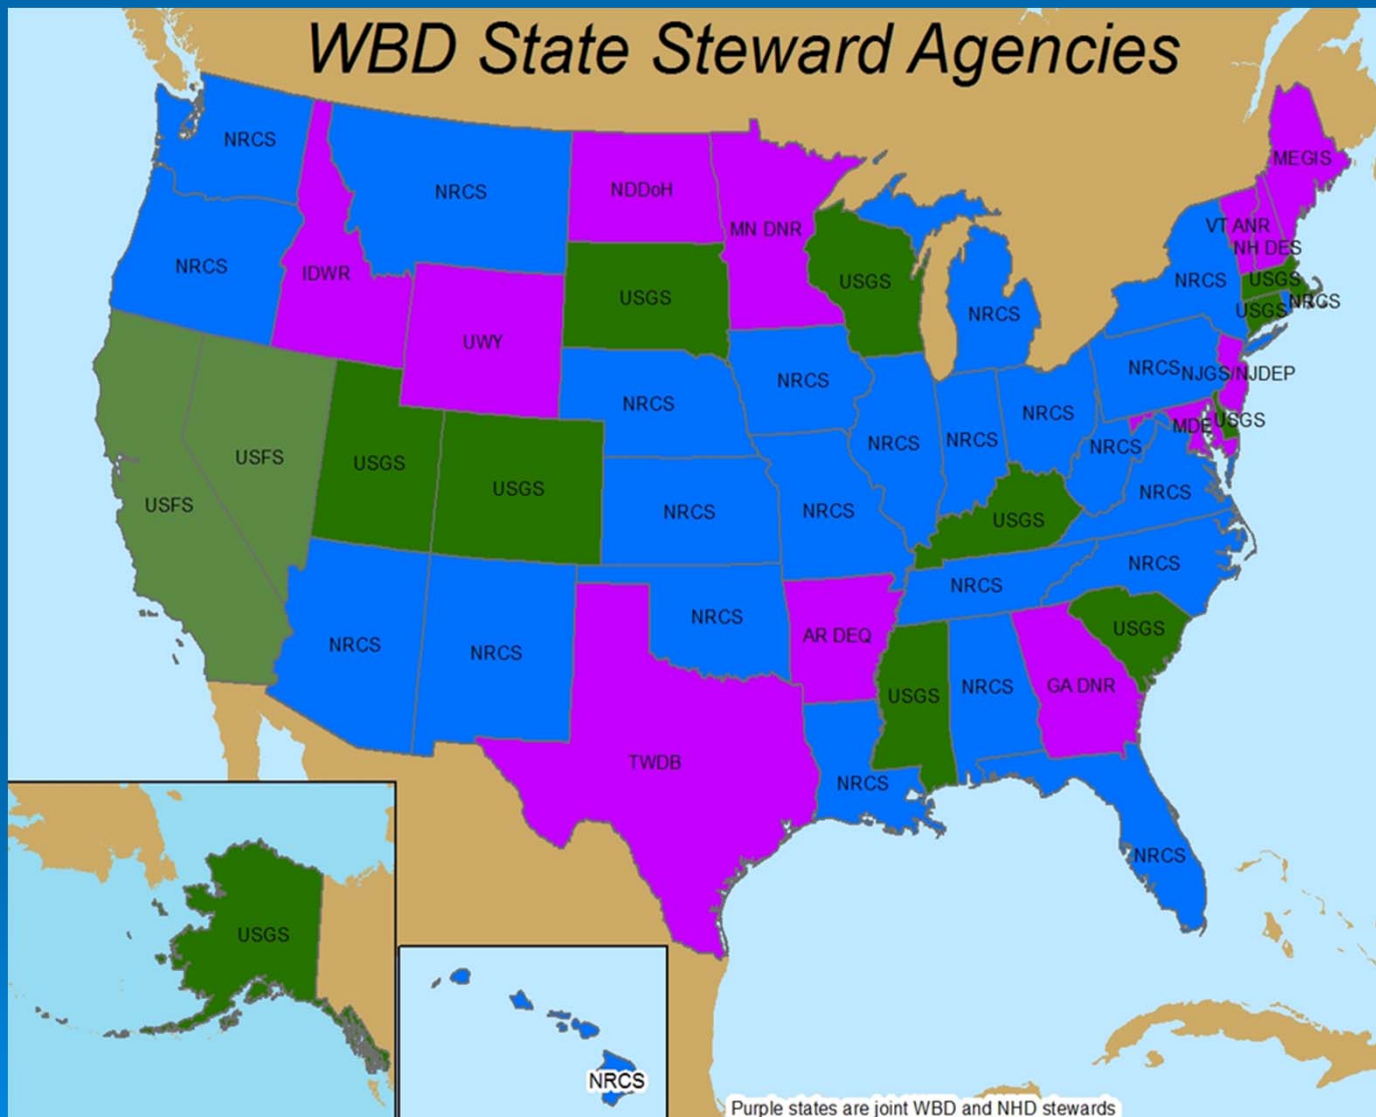 WBD State Steward Agencies
NRCS
NRCS
NDDoH
MN DNR
MEGIS
VT ANR
NH DES
NRCS
IDWR
USGS
USGS
NRCS
USGS
NRCS
USGS
NRCS
UWY
NRCS
NRCS
NRCS
NJGS/NJDEP
NRCS
NRCS
MDE
USGS
USFS
USGS
NRCS
NRCS
NRCS
USGS
NRCS
USFS
NRCS
NRCS
USGS
NRCS
NRCS
NRCS
NRCS
AR DEQ
USGS
NRCS
NRCS
USGS
NRCS
GA DNR
TWDB
NRCS
NRCS
USGS
NRCS
Purple states are joint WBD and NHD stewards